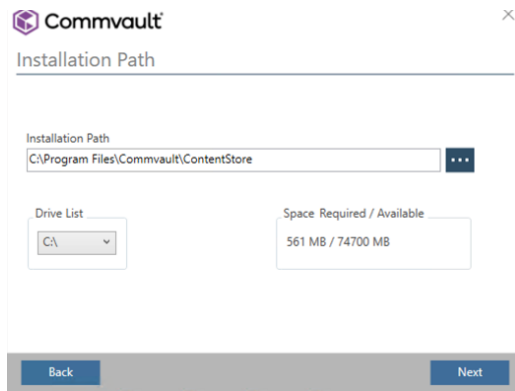 Commvault
Installation Path
Installation Path
C:\Program Files\Commvault\ContentStore
...
Drive List
Space Required / Available
C:\
561 MB / 74700 MB
Back
Next